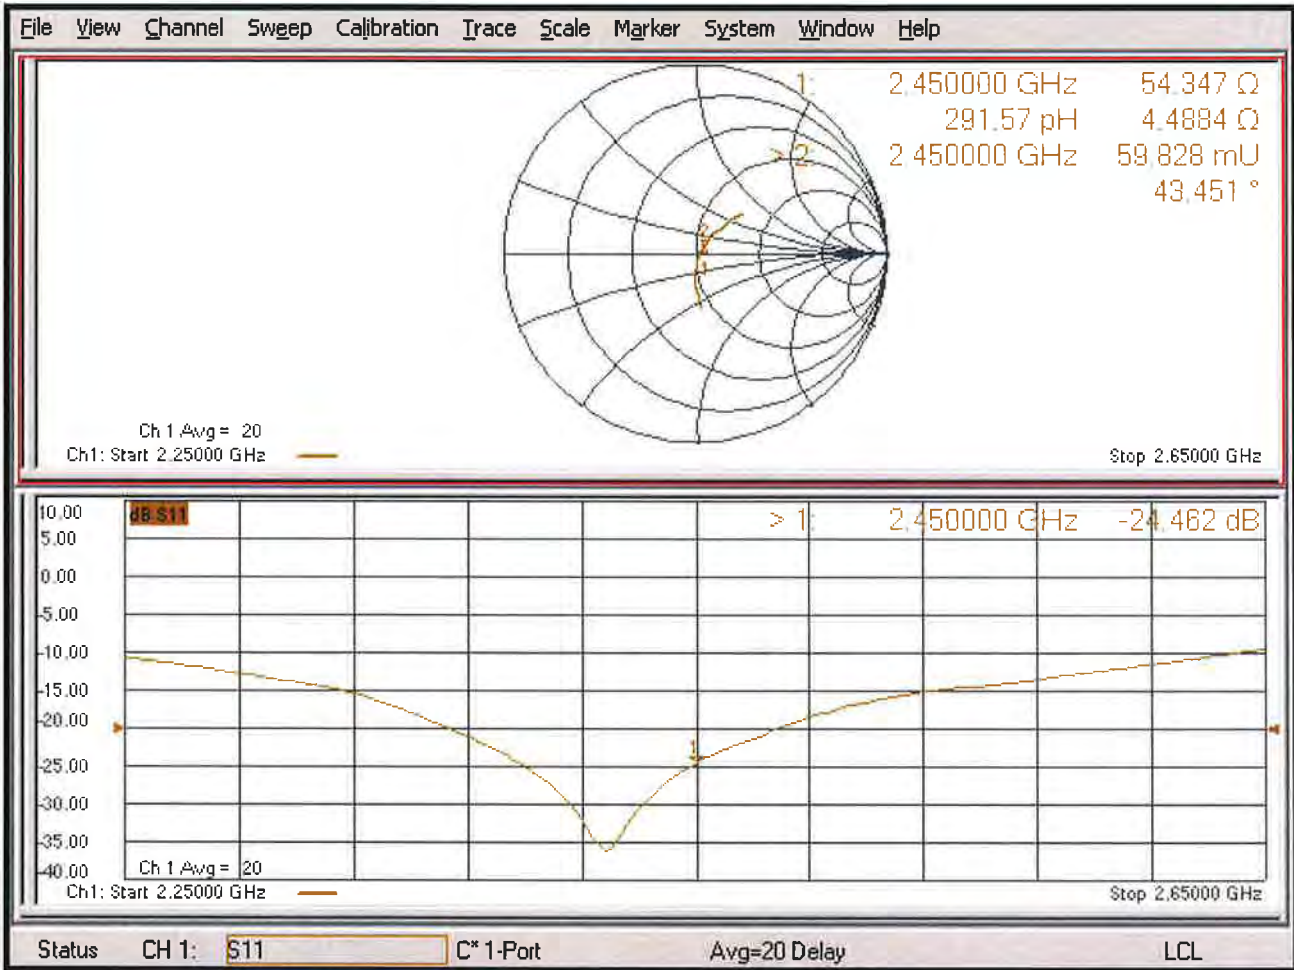 File View Channel Sweep Calibration Trace Scale Marker System Window Help
1: 2.450000 GHz 54.347 Ω
291.57 pH 4.4884 Ω
> 2: 2.450000 GHz 59.828 mU
43.451 °
Ch 1 Avg = 20
Ch1: Start 2.25000 GHz
Stop 2.65000 GHz
10.00
dB S11
> 1: 2.450000 GHz -24.462 dB
5.00
0.00
-5.00
-10.00
-15.00
-20.00
1
-25.00
-30.00
-35.00
-40.00
Ch 1 Avg = 20
Ch1: Start 2.25000 GHz
Stop 2.65000 GHz
Status CH 1: S11 C* 1-Port Avg=20 Delay LCL